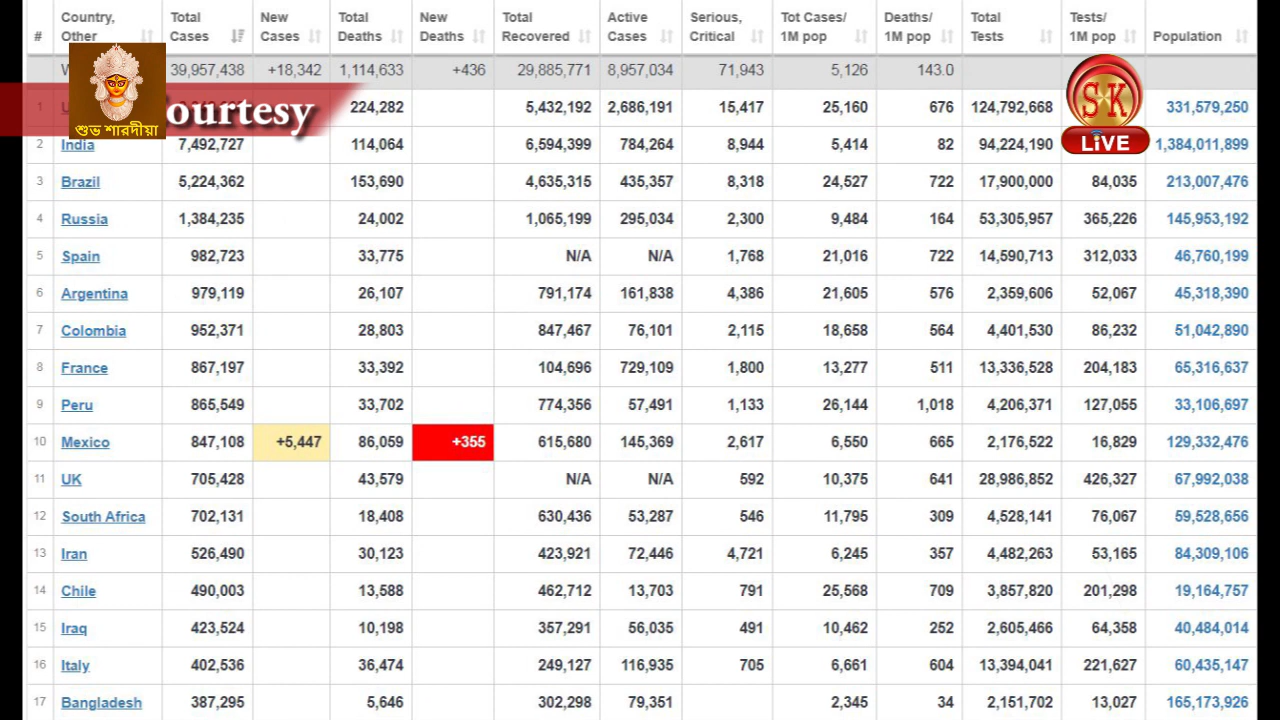 # Country, Other Total Cases New Cases Total Deaths New Deaths Total Recovered Active Cases Serious, Critical Tot Cases/ 1M pop Deaths/ 1M pop Total Tests Tests/ 1M pop Population
39,957,438 +18,342 1,114,633 +436 29,885,771 8,957,034 71,943 5,126 143.0
1 224,282 5,432,192 2,686,191 15,417 25,160 676 124,792,668 331,579,250
ourtesy
শুভ শারদীয়া
SK
LIVE
2 India 7,492,727 114,064 6,594,399 784,264 8,944 5,414 82 94,224,190 1,384,011,899
3 Brazil 5,224,362 153,690 4,635,315 435,357 8,318 24,527 722 17,900,000 84,035 213,007,476
4 Russia 1,384,235 24,002 1,065,199 295,034 2,300 9,484 164 53,305,957 365,226 145,953,192
5 Spain 982,723 33,775 N/A N/A 1,768 21,016 722 14,590,713 312,033 46,760,199
6 Argentina 979,119 26,107 791,174 161,838 4,386 21,605 576 2,359,606 52,067 45,318,390
7 Colombia 952,371 28,803 847,467 76,101 2,115 18,658 564 4,401,530 86,232 51,042,890
8 France 867,197 33,392 104,696 729,109 1,800 13,277 511 13,336,528 204,183 65,316,637
9 Peru 865,549 33,702 774,356 57,491 1,133 26,144 1,018 4,206,371 127,055 33,106,697
10 Mexico 847,108 +5,447 86,059 +355 615,680 145,369 2,617 6,550 665 2,176,522 16,829 129,332,476
11 UK 705,428 43,579 N/A N/A 592 10,375 641 28,986,852 426,327 67,992,038
12 South Africa 702,131 18,408 630,436 53,287 546 11,795 309 4,528,141 76,067 59,528,656
13 Iran 526,490 30,123 423,921 72,446 4,721 6,245 357 4,482,263 53,165 84,309,106
14 Chile 490,003 13,588 462,712 13,703 791 25,568 709 3,857,820 201,298 19,164,757
15 Iraq 423,524 10,198 357,291 56,035 491 10,462 252 2,605,466 64,358 40,484,014
16 Italy 402,536 36,474 249,127 116,935 705 6,661 604 13,394,041 221,627 60,435,147
17 Bangladesh 387,295 5,646 302,298 79,351 2,345 34 2,151,702 13,027 165,173,926